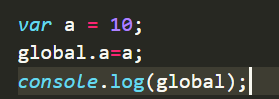 var a = 10;
global.a=a;
console.log(global);